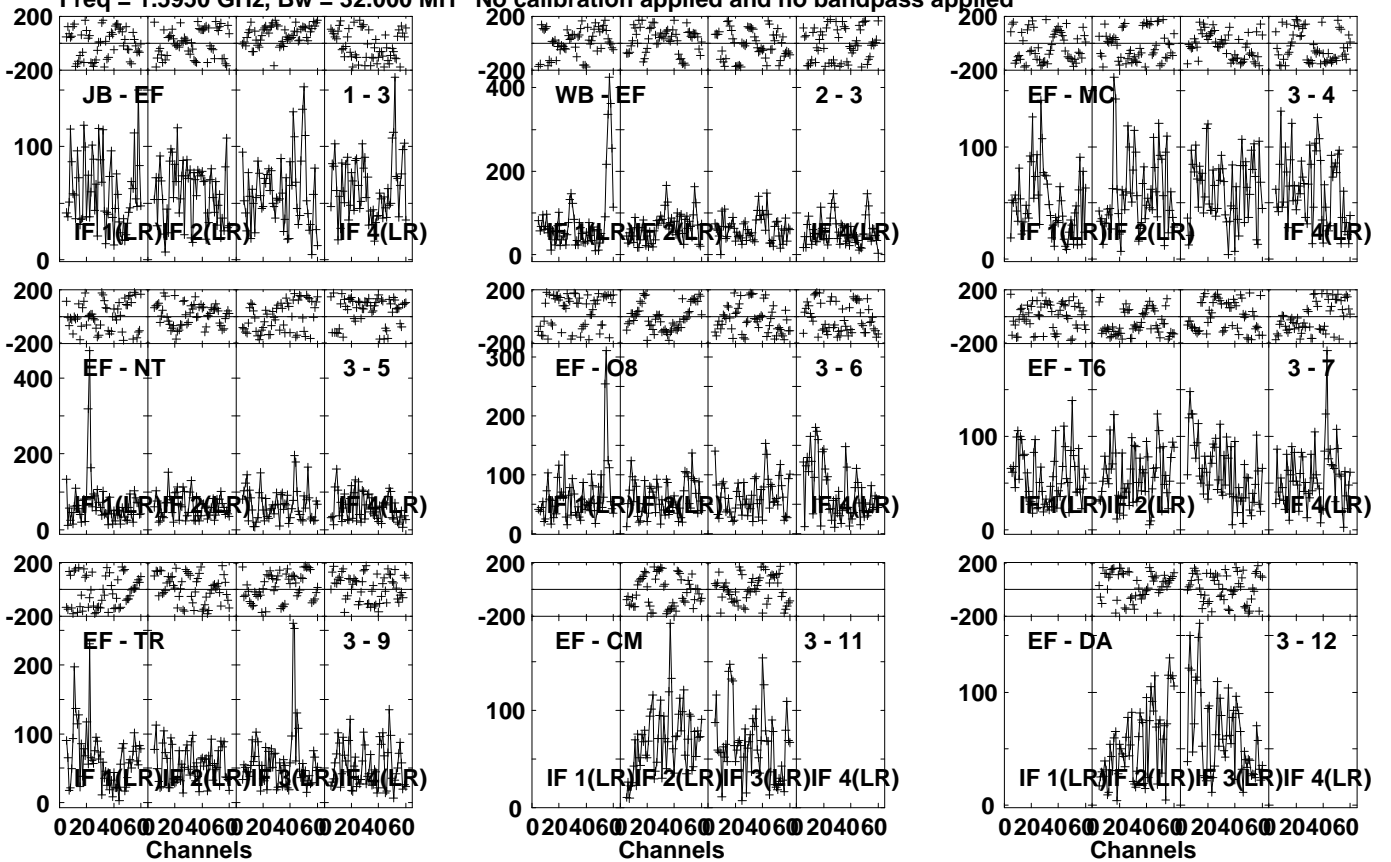 Freq = 1.5950 GHz, Bw = 32.000 MH No calibration applied and no bandpass applied
200 200 200
-200 -200 -200
JB - EF 1 - 3 WB - EF 2 - 3 EF - MC 3 - 4
400
100 200 100
IF 1(LR) IF 2(LR) IF 4(LR) IF 1(LR) IF 2(LR) IF 4(LR) IF 1(LR) IF 2(LR) IF 4(LR)
0 0 0
200 200 200
-200 -200 -200
300
EF - NT 3 - 5 EF - O8 3 - 6 EF - T6 3 - 7
400 200 100
200 100
IF 1(LR) IF 2(LR) IF 4(LR) IF 1(LR) IF 2(LR) IF 4(LR) IF 1(LR) IF 2(LR) IF 4(LR)
0 0 0
200 200 200
-200 -200 -200
EF - TR 3 - 9 EF - CM 3 - 11 EF - DA 3 - 12
200 100 100
100
IF 1(LR) IF 2(LR) IF 3(LR) IF 4(LR) IF 1(LR) IF 2(LR) IF 3(LR) IF 4(LR) IF 1(LR) IF 2(LR) IF 3(LR) IF 4(LR)
0 0 0
0 20 40 60 0 20 40 60 0 20 40 60 0 20 40 60 0 20 40 60 0 20 40 60 0 20 40 60 0 20 40 60 0 20 40 60 0 20 40 60 0 20 40 60 0 20 40 60
Channels Channels Channels